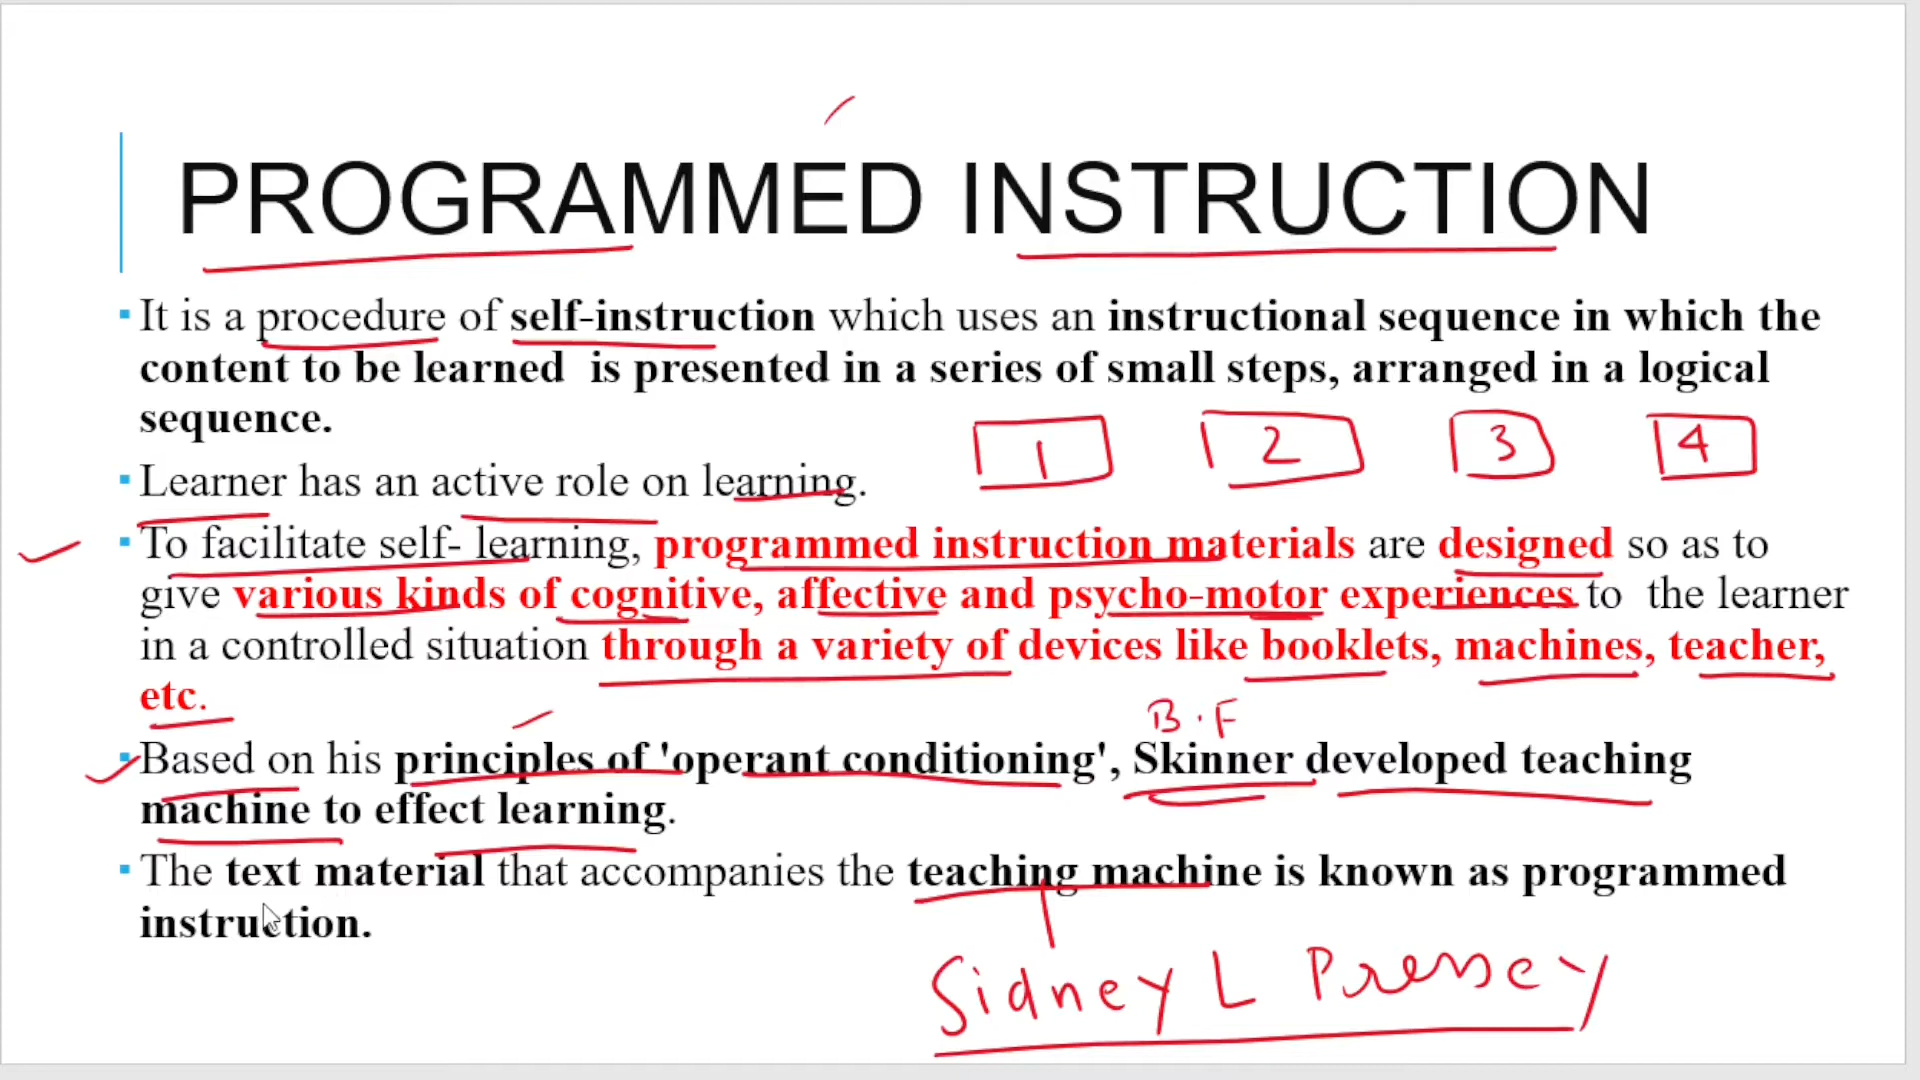 PROGRAMMED INSTRUCTION
It is a procedure of self-instruction which uses an instructional sequence in which the
content to be learned is presented in a series of small steps, arranged in a logical
sequence.
1 2 3 4
Learner has an active role on learning.
To facilitate self- learning, programmed instruction materials are designed so as to
give various kinds of cognitive, affective and psycho-motor experiences to the learner
in a controlled situation through a variety of devices like booklets, machines, teacher,
etc.
B.F
Based on his principles of 'operant conditioning', Skinner developed teaching
machine to effect learning.
The text material that accompanies the teaching machine is known as programmed
instruction.
Sidney L Pressey